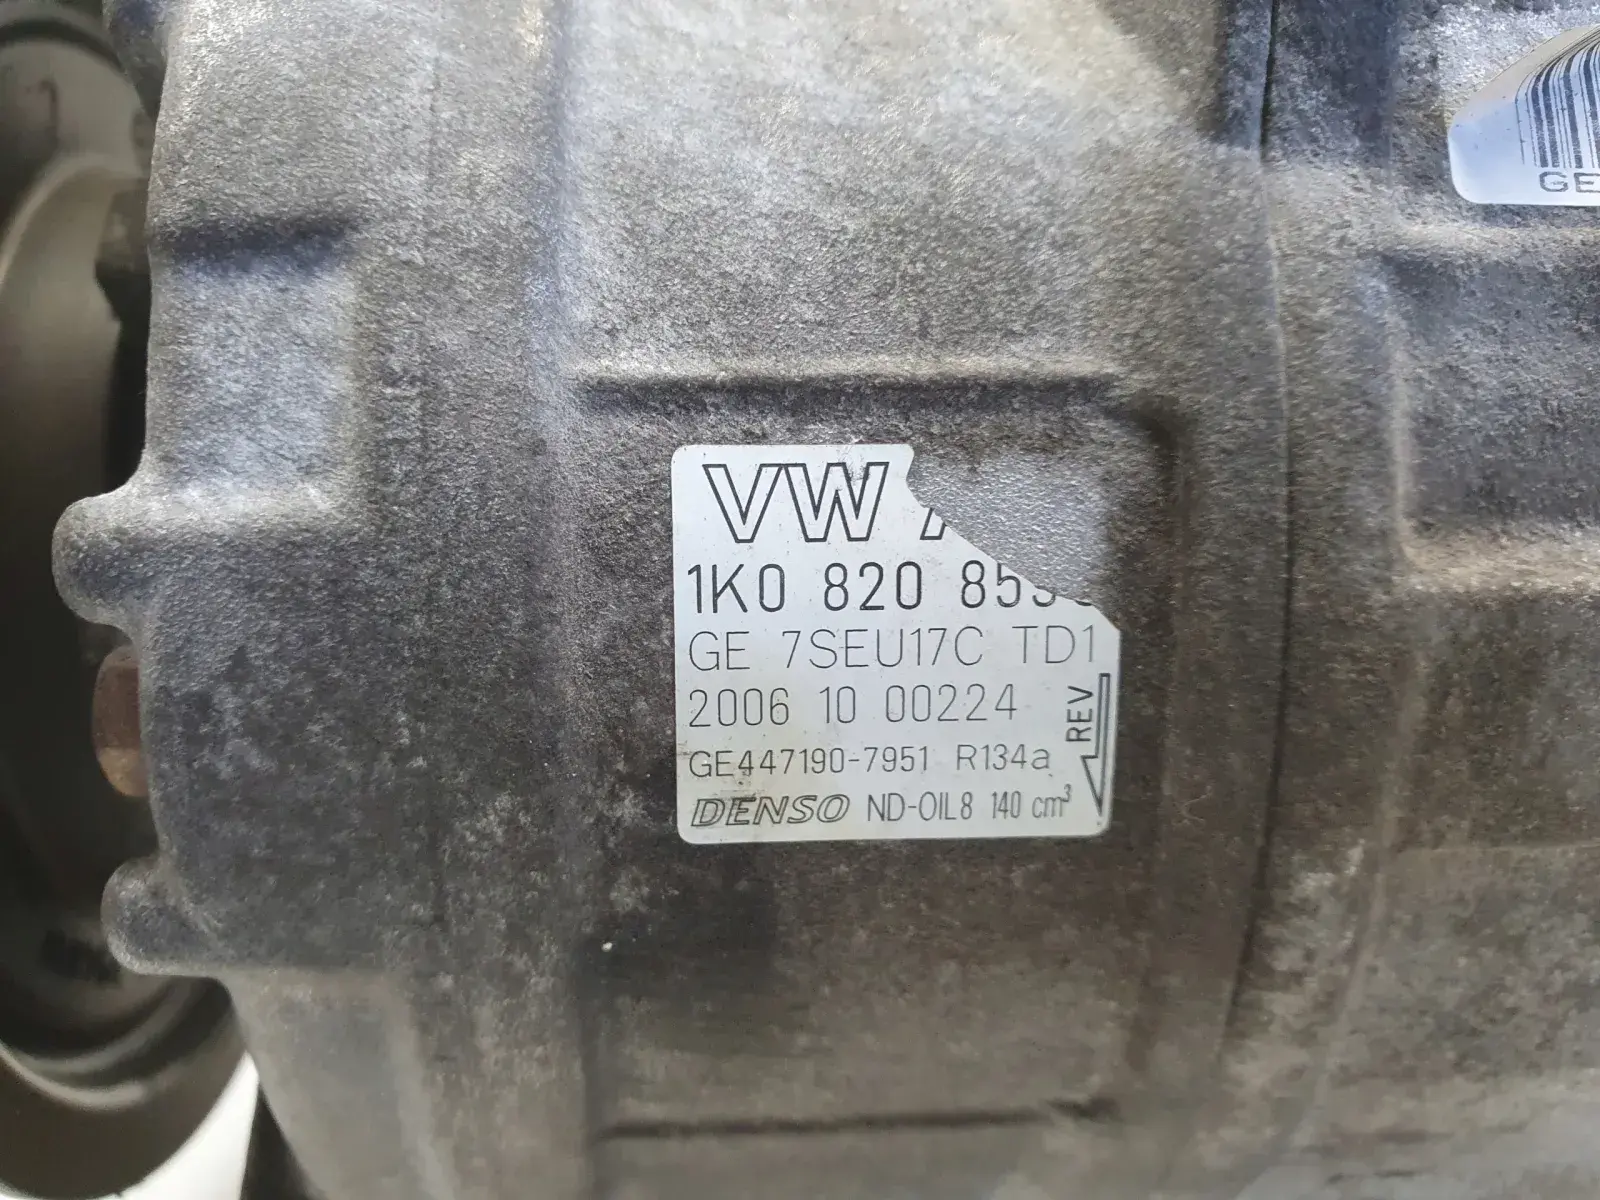 GE
VW
1K0 820
GE 7SEU17C TD1
2006 10 00224
REV
GE447190-7951 R134a
DENSO ND-OIL8 140 cm³